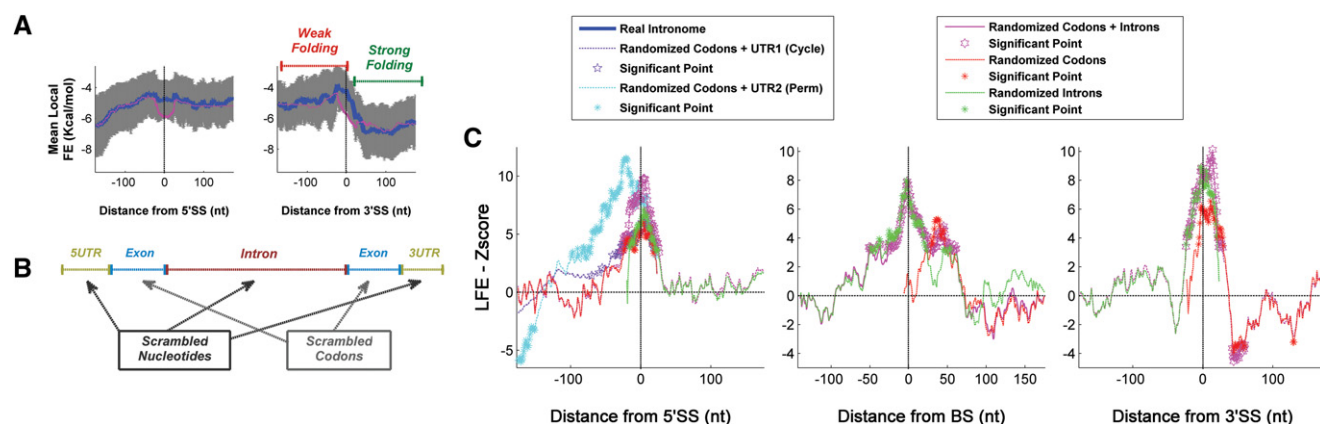 A
Weak
Folding
Strong
Folding
Mean Local
FE (Kcal/mol)
-4
-6
-8
-100 0 100
Distance from 5'SS (nt)
-4
-6
-8
-100 0 100
Distance from 3'SS (nt)
B
5UTR Exon Intron Exon 3UTR
Scrambled
Nucleotides
Scrambled
Codons
Real Intronome
Randomized Codons + UTR1 (Cycle)
Significant Point
Randomized Codons + UTR2 (Perm)
Significant Point
Randomized Codons + Introns
Significant Point
Randomized Codons
Significant Point
Randomized Introns
Significant Point
C
LFE - Zscore
10
5
0
-5
-100 0 100
Distance from 5'SS (nt)
10
8
6
4
2
0
-2
-4
-100 -50 0 50 100 150
Distance from BS (nt)
10
8
6
4
2
0
-2
-4
-100 0 100
Distance from 3'SS (nt)